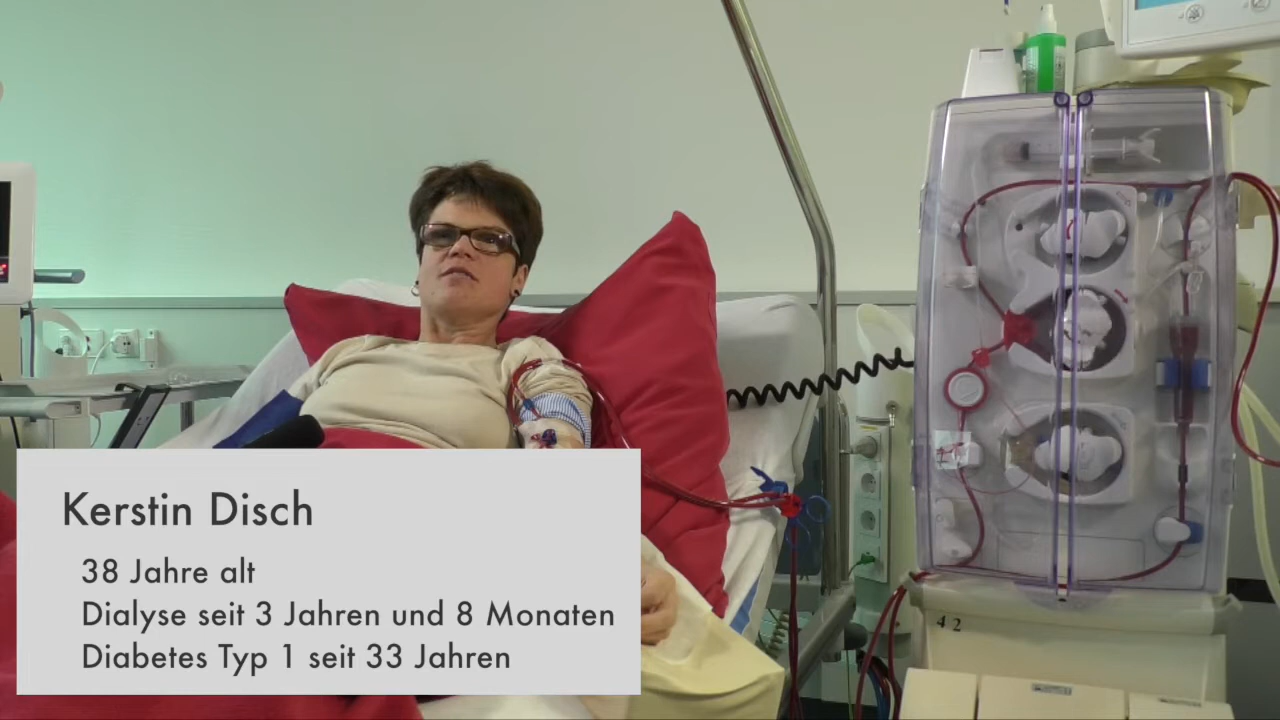 Kerstin Disch
38 Jahre alt
Dialyse seit 3 Jahren und 8 Monaten
Diabetes Typ 1 seit 33 Jahren
42